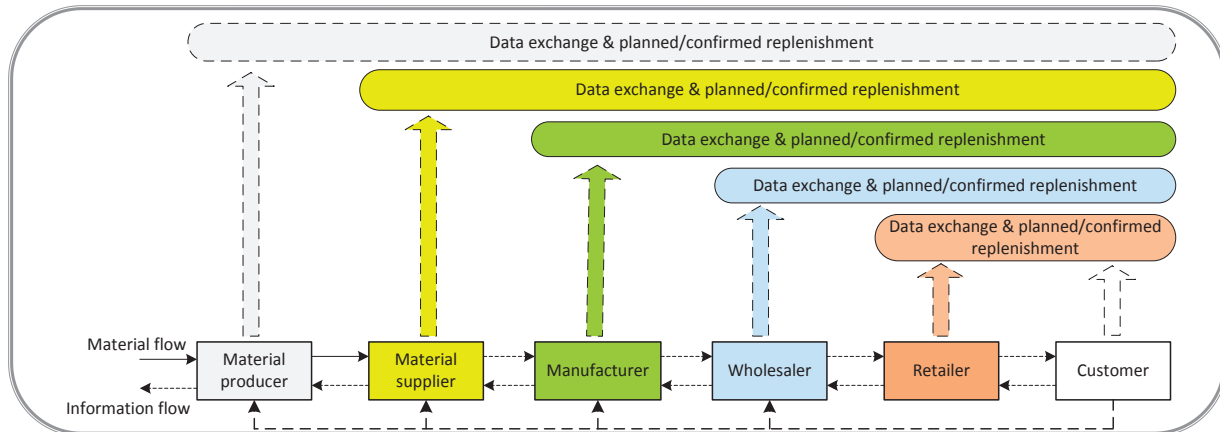 Data exchange & planned/confirmed replenishment
Data exchange & planned/confirmed replenishment
Data exchange & planned/confirmed replenishment
Data exchange & planned/confirmed replenishment
Data exchange & planned/confirmed
replenishment
Material flow
Information flow
Material
producer
Material
supplier
Manufacturer
Wholesaler
Retailer
Customer